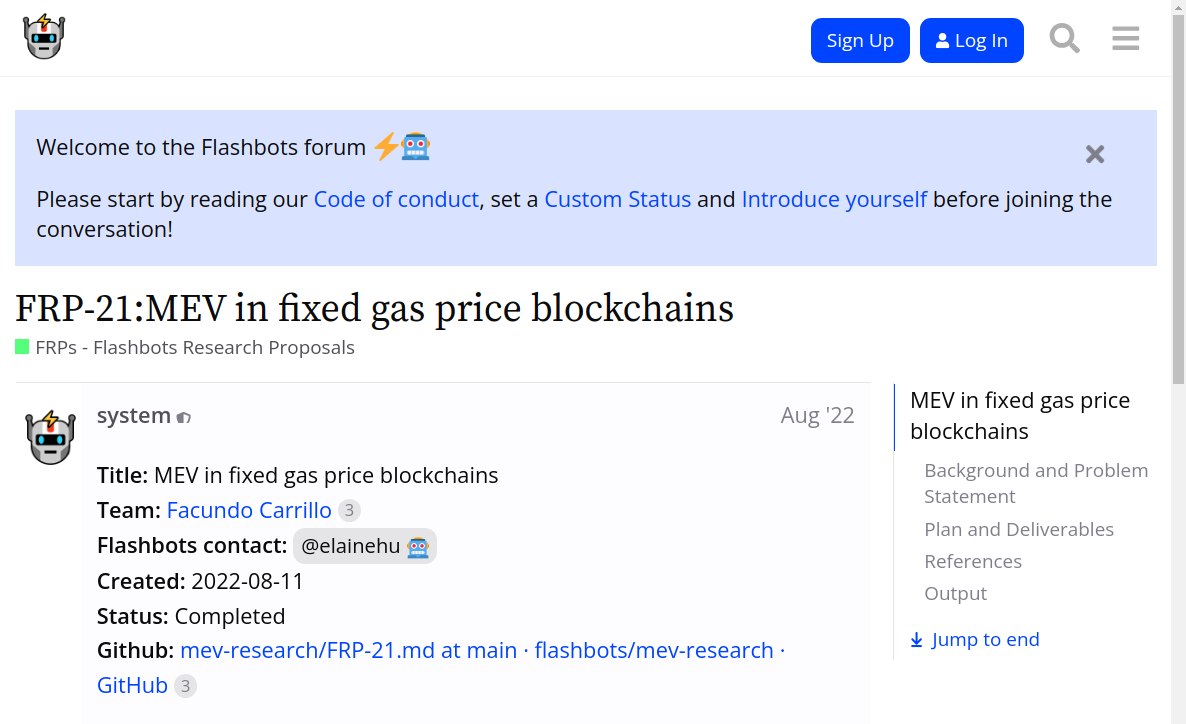 Sign Up
Log In
Welcome to the Flashbots forum
Please start by reading our Code of conduct, set a Custom Status and Introduce yourself before joining the
conversation!
FRP-21:MEV in fixed gas price blockchains
FRPs - Flashbots Research Proposals
system
Aug '22
Title: MEV in fixed gas price blockchains
Team: Facundo Carrillo 3
Flashbots contact: @elainehu
Created: 2022-08-11
Status: Completed
Github: mev-research/FRP-21.md at main · flashbots/mev-research ·
GitHub 3
MEV in fixed gas price
blockchains
Background and Problem
Statement
Plan and Deliverables
References
Output
Jump to end